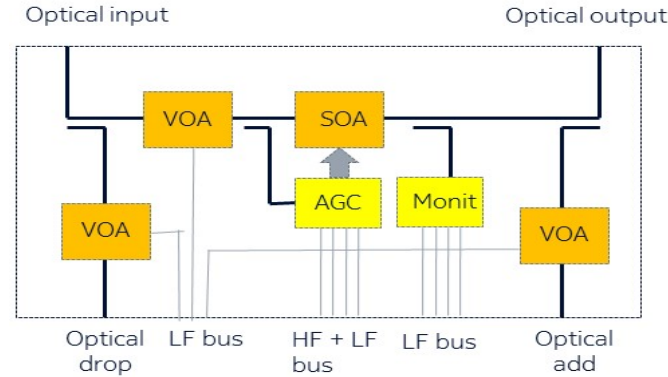 Optical input
Optical output
VOA
SOA
AGC
Monit
VOA
VOA
Optical
drop
LF bus
HF + LF
bus
LF bus
Optical
add